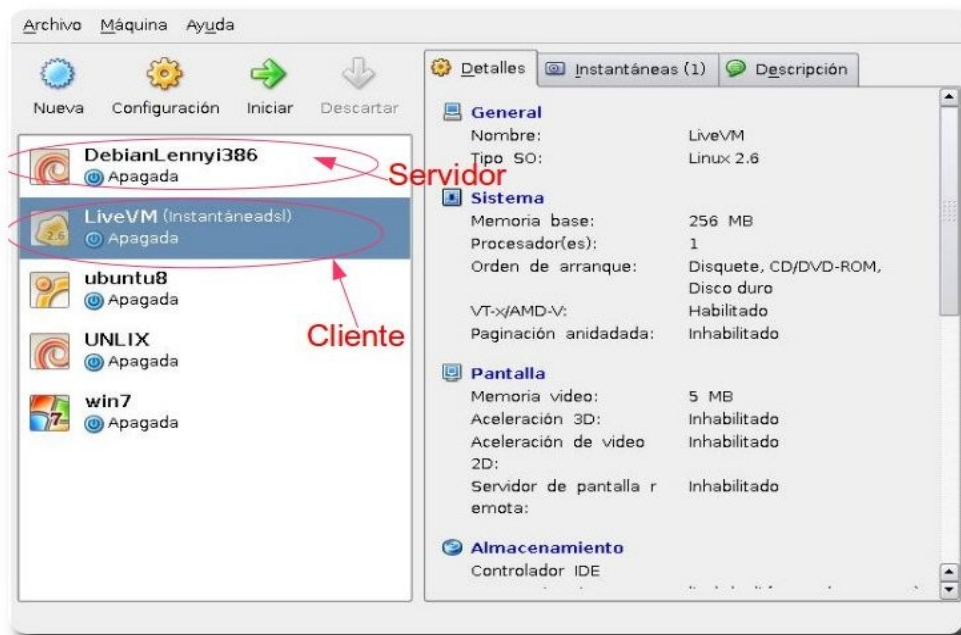 Archivo Máquina Ayuda
Nueva Configuración Iniciar Descartar
DebianLennyi386
Apagada
Servidor
LiveVM (Instantáneadsl)
2.6
Apagada
ubuntu8
Apagada
Cliente
UNLIX
Apagada
win7
7
Apagada
Detalles Instantáneas (1) Descripción
General
Nombre: LiveVM
Tipo SO: Linux 2.6
Sistema
Memoria base: 256 MB
Procesador(es): 1
Orden de arranque: Disquete, CD/DVD-ROM,
Disco duro
VT-x/AMD-V: Habilitado
Paginación anidadada: Inhabilitado
Pantalla
Memoria video: 5 MB
Aceleración 3D: Inhabilitado
Aceleración de video Inhabilitado
2D:
Servidor de pantalla r Inhabilitado
emota:
Almacenamiento
Controlador IDE